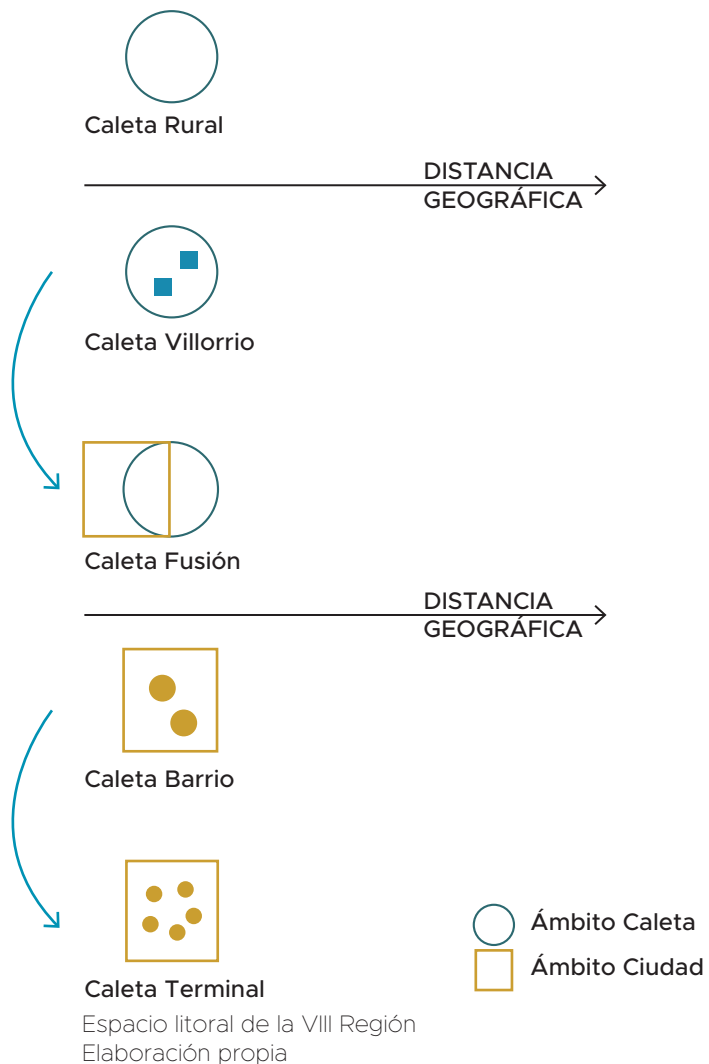 Caleta Rural
DISTANCIA
GEOGRÁFICA
Caleta Villorrio
Caleta Fusión
DISTANCIA
GEOGRÁFICA
Caleta Barrio
Ámbito Caleta
Ámbito Ciudad
Caleta Terminal
Espacio litoral de la VIII Región
Elaboración propia